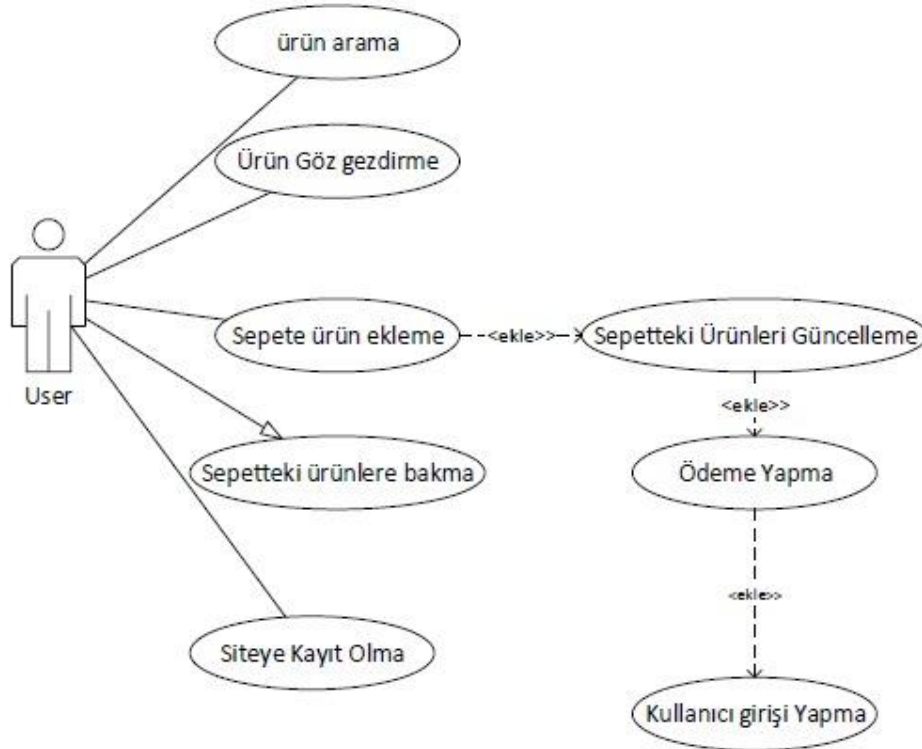 ürün arama
Ürün Göz gezdirme
User
Sepete ürün ekleme
<ekle>>
Sepetteki Ürünleri Güncelleme
<ekle>>
Sepetteki ürünlere bakma
Ödeme Yapma
<ekle>>
Siteye Kayıt Olma
Kullanıcı girişi Yapma